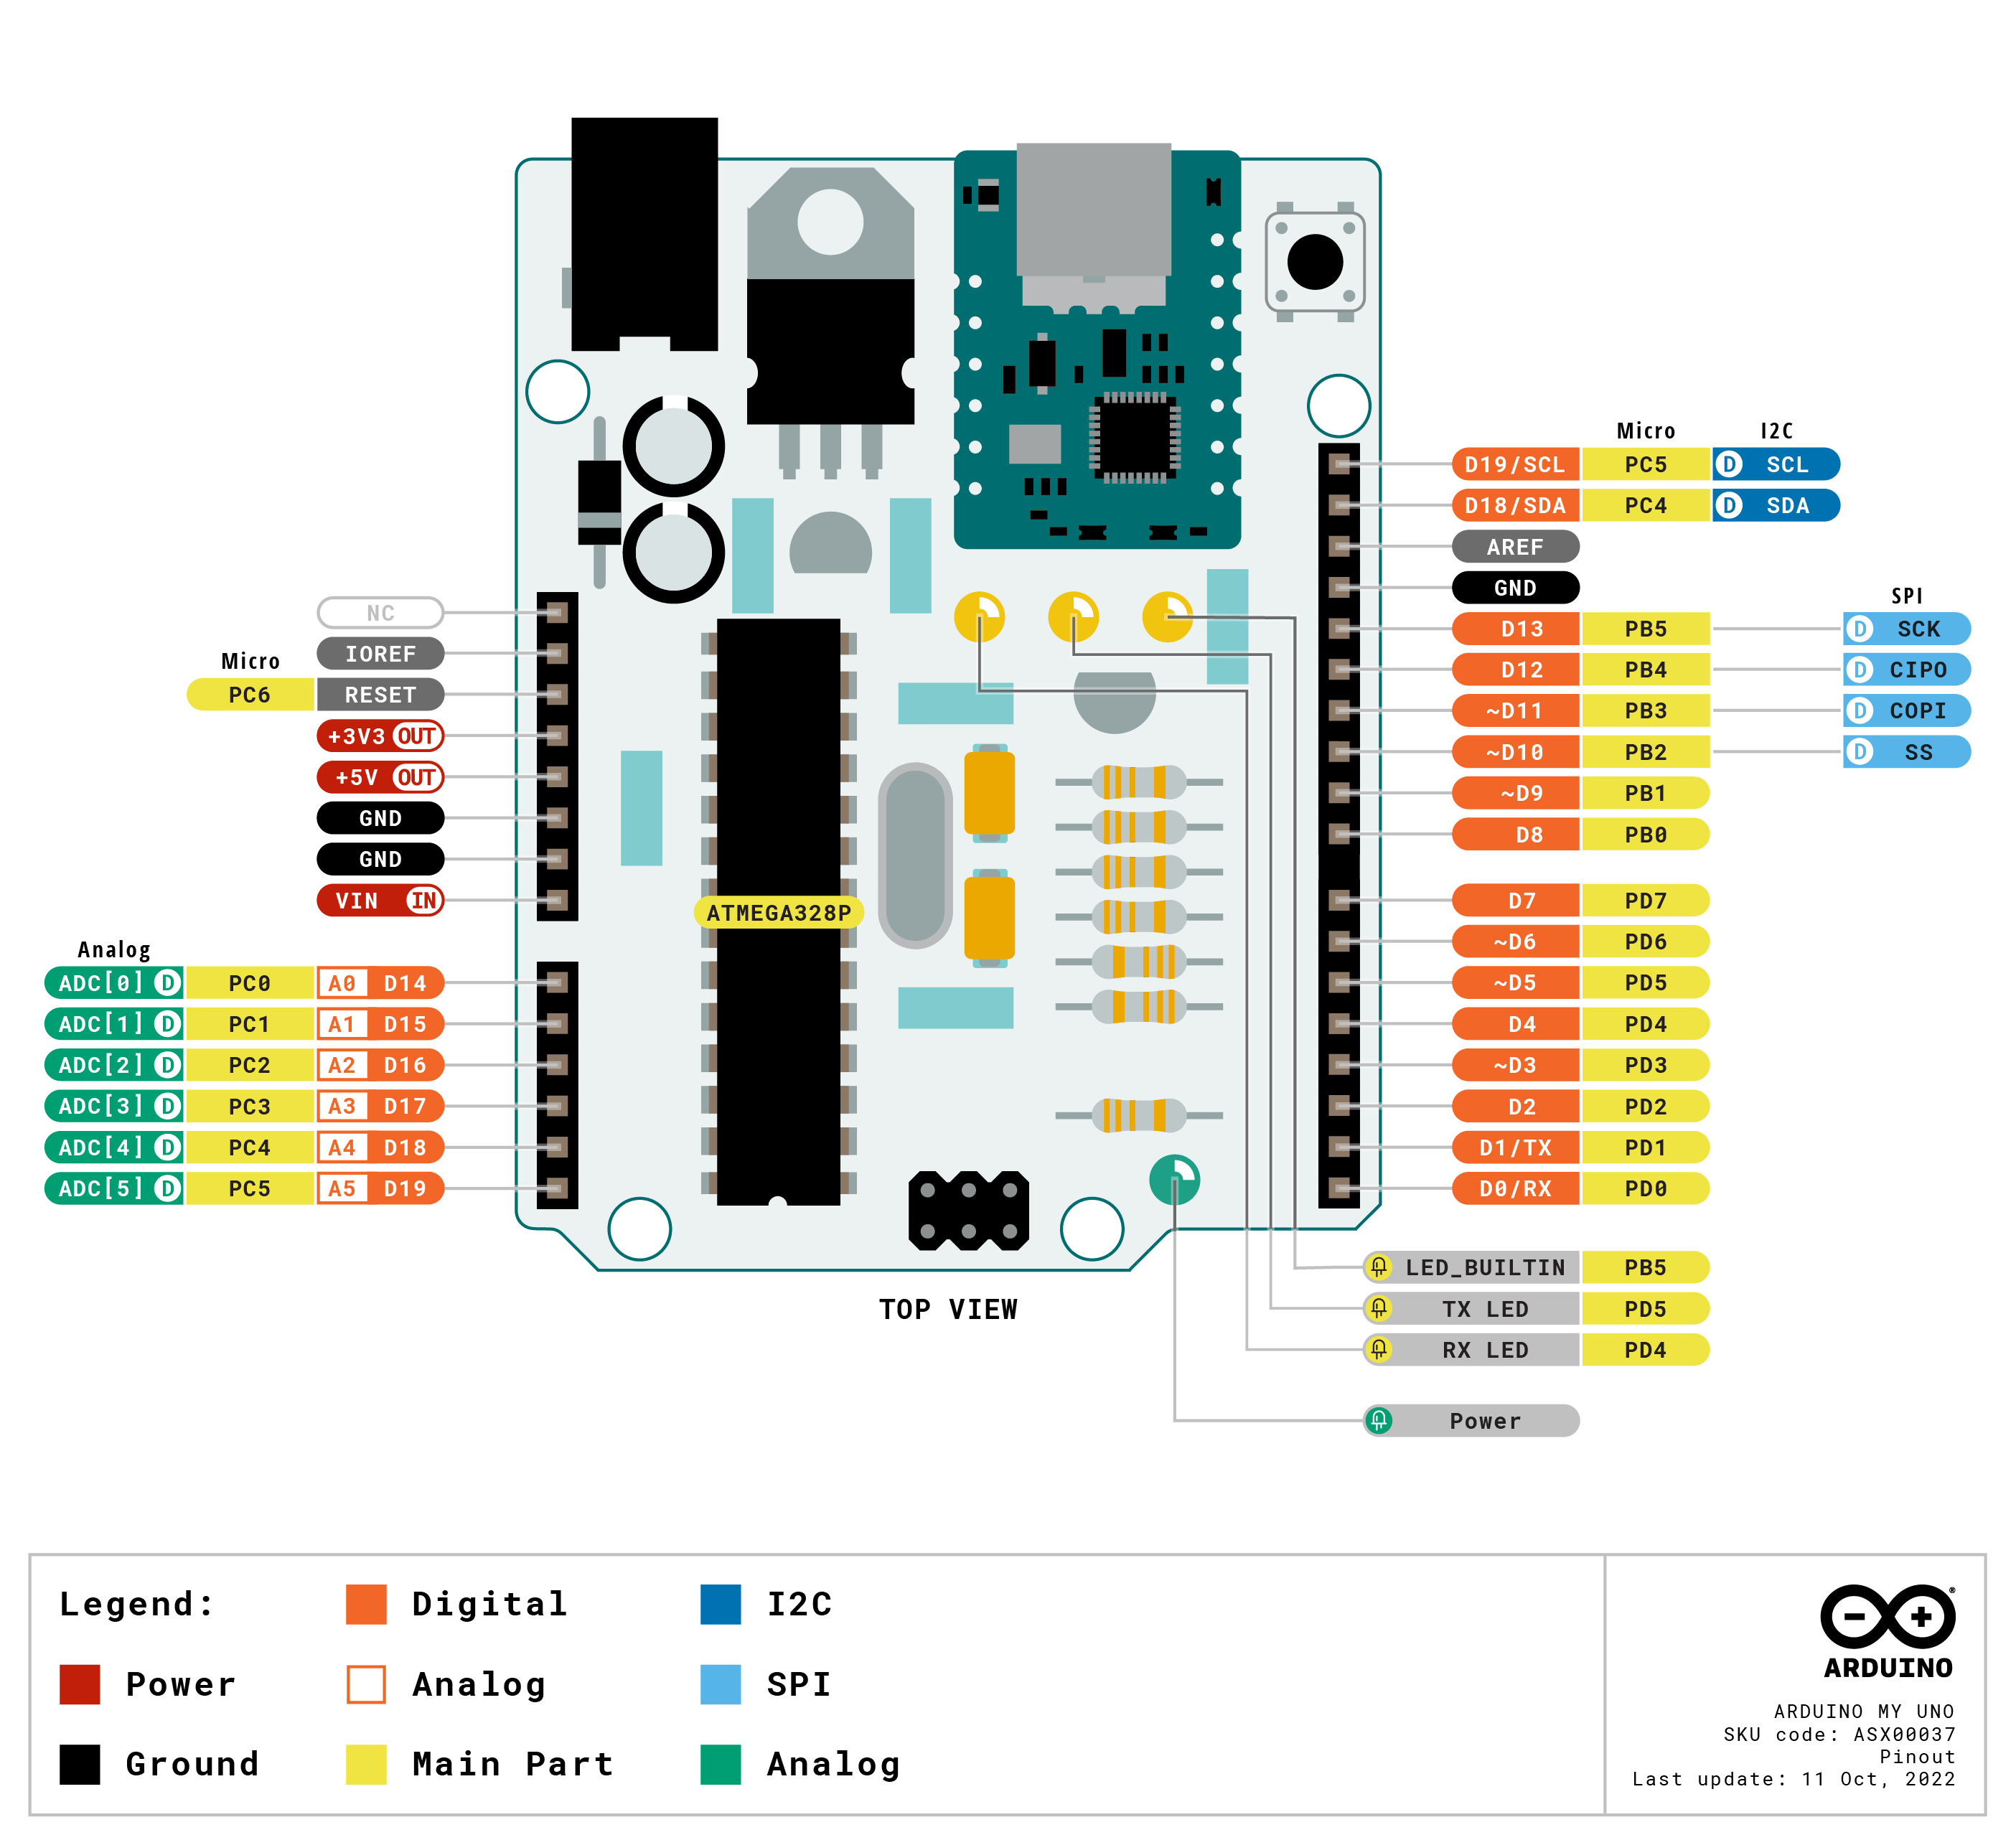 Micro I2C
D19/SCL PC5 D SCL
D18/SDA PC4 D SDA
AREF
GND
SPI
D13 PB5 D SCK
D12 PB4 D CIPO
~D11 PB3 D COPI
~D10 PB2 D SS
~D9 PB1
D8 PB0
D7 PD7
~D6 PD6
~D5 PD5
D4 PD4
~D3 PD3
D2 PD2
D1/TX PD1
D0/RX PD0
NC
IOREF
Micro
PC6 RESET
+3V3 OUT
+5V OUT
GND
GND
VIN IN
Analog
ADC[0] D PC0 A0 D14
ADC[1] D PC1 A1 D15
ADC[2] D PC2 A2 D16
ADC[3] D PC3 A3 D17
ADC[4] D PC4 A4 D18
ADC[5] D PC5 A5 D19
ATMEGA328P
LED_BUILTIN PB5
TX LED PD5
RX LED PD4
Power
TOP VIEW
Legend:
Power
Ground
Digital
Analog
Main Part
I2C
SPI
Analog
®
ARDUINO
ARDUINO MY UNO
SKU code: ASX00037
Pinout
Last update: 11 Oct, 2022